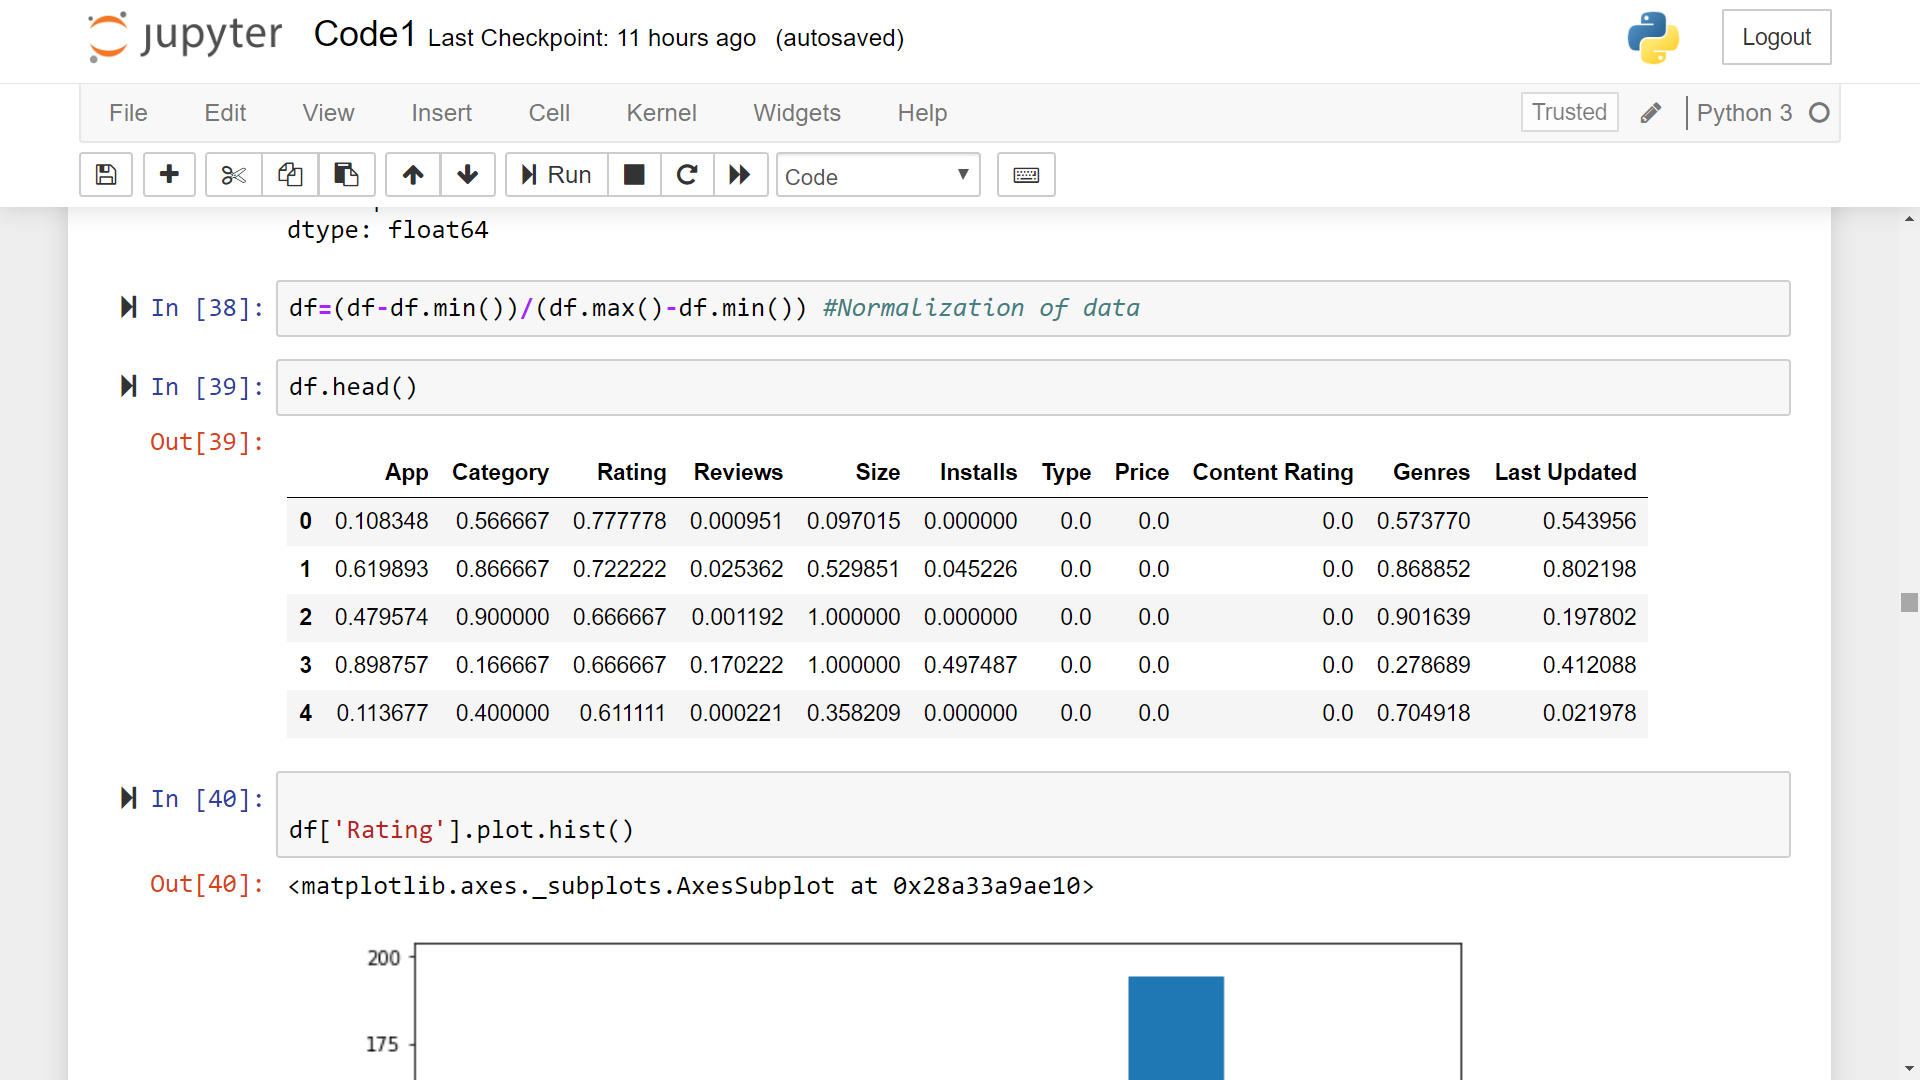 jupyter Code1 Last Checkpoint: 11 hours ago (autosaved) Logout
File Edit View Insert Cell Kernel Widgets Help Trusted Python 3
Run Code
dtype: float64
In [38]: df=(df-df.min())/(df.max()-df.min()) #Normalization of data
In [39]: df.head()
Out[39]:
App Category Rating Reviews Size Installs Type Price Content Rating Genres Last Updated
0 0.108348 0.566667 0.777778 0.000951 0.097015 0.000000 0.0 0.0 0.0 0.573770 0.543956
1 0.619893 0.866667 0.722222 0.025362 0.529851 0.045226 0.0 0.0 0.0 0.868852 0.802198
2 0.479574 0.900000 0.666667 0.001192 1.000000 0.000000 0.0 0.0 0.0 0.901639 0.197802
3 0.898757 0.166667 0.666667 0.170222 1.000000 0.497487 0.0 0.0 0.0 0.278689 0.412088
4 0.113677 0.400000 0.611111 0.000221 0.358209 0.000000 0.0 0.0 0.0 0.704918 0.021978
In [40]:
df['Rating'].plot.hist()
Out[40]: <matplotlib.axes._subplots.AxesSubplot at 0x28a33a9ae10>
200
175